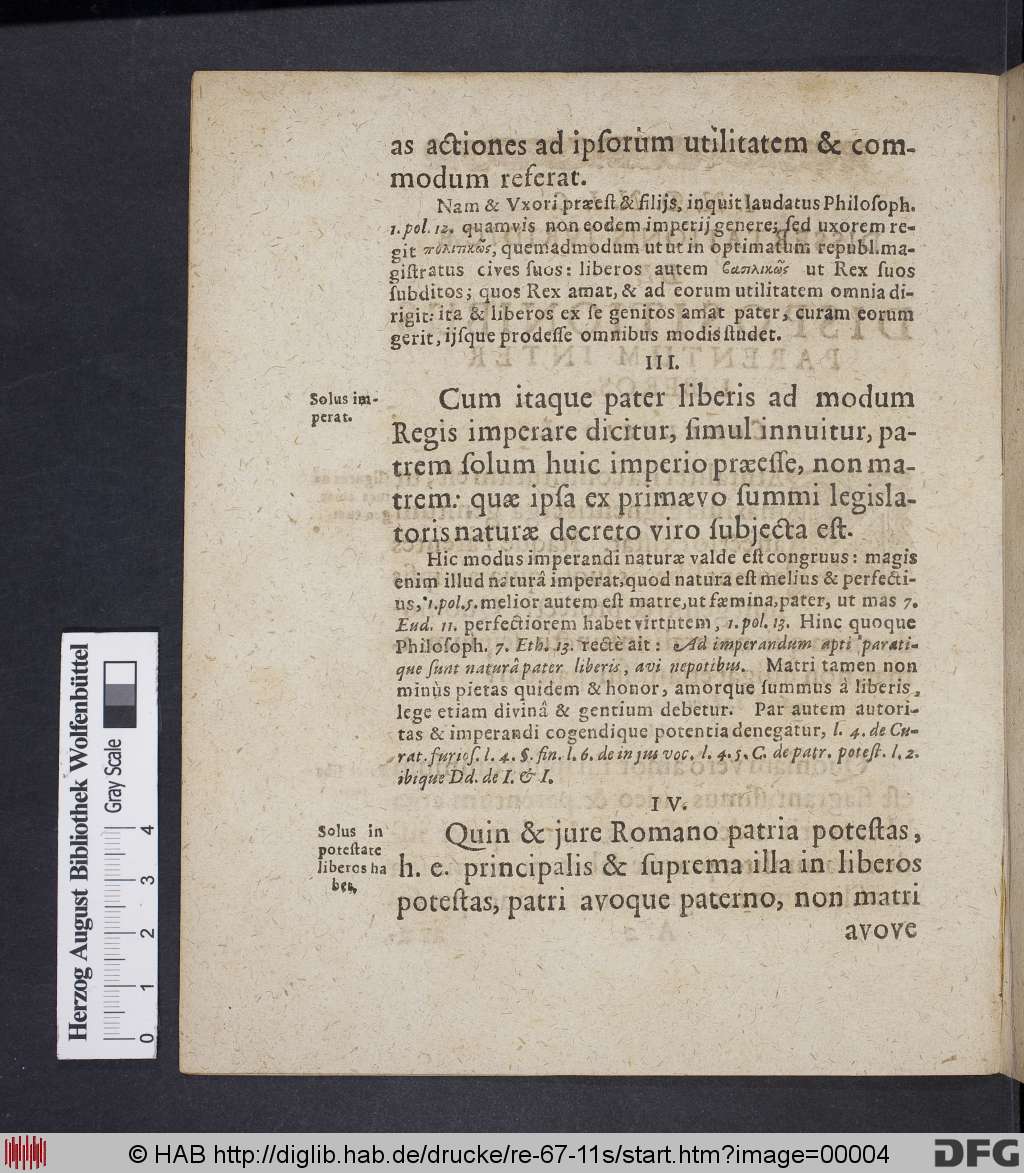 as actiones ad ipſorùm utilitatem & com-
modum referat.
Nam & Vxori præeſt & filijs, inquit laudatus Philoſoph.
1. pol. 12. quamvis non eodem imperij genere; ſed uxorem re-
git πολιτικῶς, quemadmodum ut ut in optimatum republ. ma-
giſtratus cives ſuos: liberos autem ut Rex ſuos
ſubditos; quos Rex amat, & ad eorum utilitatem omnia di-
rigit: ita & liberos ex ſe genitos amat pater, curam eorum
gerit, ijſque prodeſſe omnibus modis ſtudet.
III.
Solus im-
perat.
Cum itaque pater liberis ad modum
Regis imperare dicitur, ſimul innuitur, pa-
trem ſolum huic imperio præeſſe, non ma-
trem: quæ ipſa ex primævo ſummi legisla-
toris naturæ decreto viro ſubjecta eſt.
Hic modus imperandi naturæ valde eſt congruus: magis
enim illud naturâ imperat, quod natura eſt melius & perfecti-
us, 1. pol. 5. melior autem eſt matre, ut fæmina, pater, ut mas 7.
Eud. 11. perfectiorem habet virtutem, 1. pol. 13. Hinc quoque
Philoſoph. 7. Eth. 13. rectè ait: Ad imperandum apti parati-
que ſunt naturâ pater liberis, avi nepotibus. Matri tamen non
minùs pietas quidem & honor, amorque ſummus à liberis,
lege etiam divinâ & gentium debetur. Par autem autori-
tas & imperandi cogendique potentia denegatur, l. 4. de Cu-
rat. furioſ. l. 4. §. fin. l. 6. de in jus voc. l. 4. 5. C. de patr. poteſt. l. 2.
ibique Dd. de I. & I.
IV.
Solus in
poteſtate
liberos ha
bet,
Quin & jure Romano patria poteſtas,
h. e. principalis & ſuprema illa in liberos
poteſtas, patri avoque paterno, non matri
avove
Herzog August Bibliothek Wolfenbüttel
Gray Scale
0 1 2 3 4
© HAB http://diglib.hab.de/drucke/re-67-11s/start.htm?image=00004
DFG